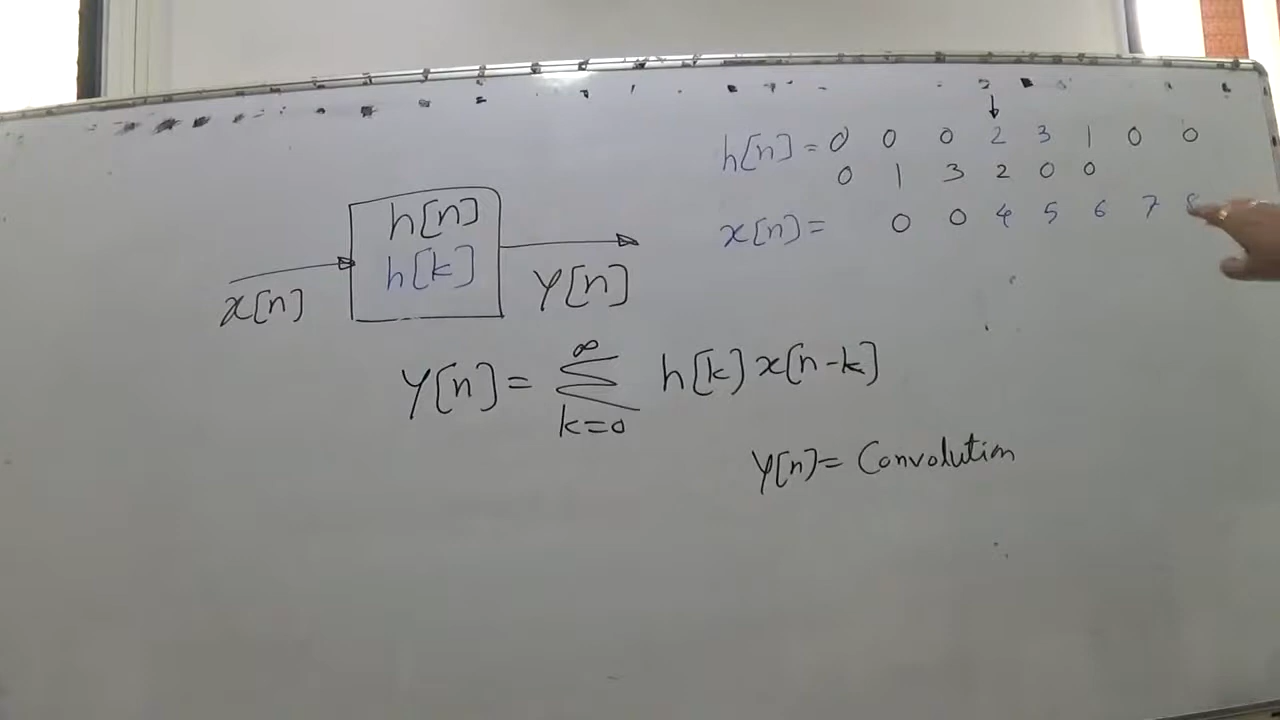 h[n] = 0 0 0 2 3 1 0 0
0 1 3 2 0 0
x[n] = 0 0 4 5 6 7 8
h[n]
h[k]
x[n]
Y[n]
Y[n] = ∞ Σ k=0 h[k] x[n-k]
Y[n] = Convolution